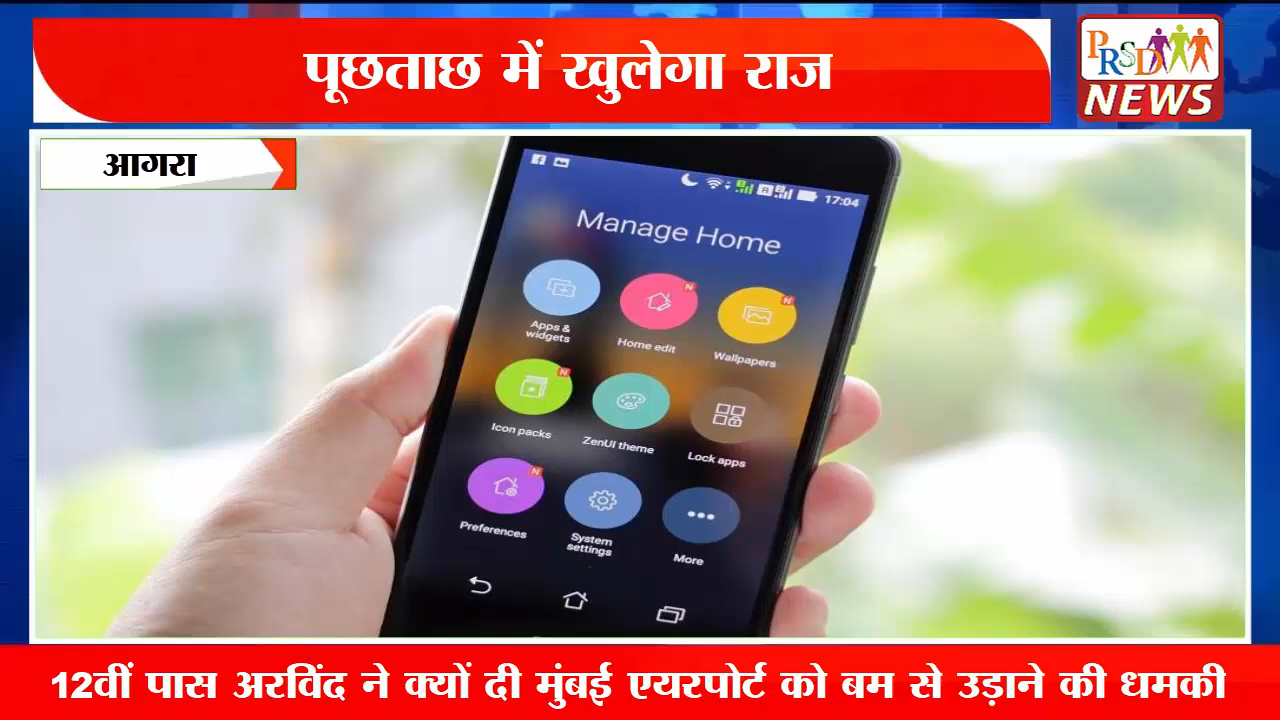 पूछताछ में खुलेगा राज
PRSD
NEWS
आगरा
17:04
Manage Home
Apps &
widgets
Home edit
Wallpapers
Icon packs
ZenUI theme
Lock apps
Preferences
System
settings
More
12वीं पास अरविंद ने क्यों दी मुंबई एयरपोर्ट को बम से उड़ाने की धमकी